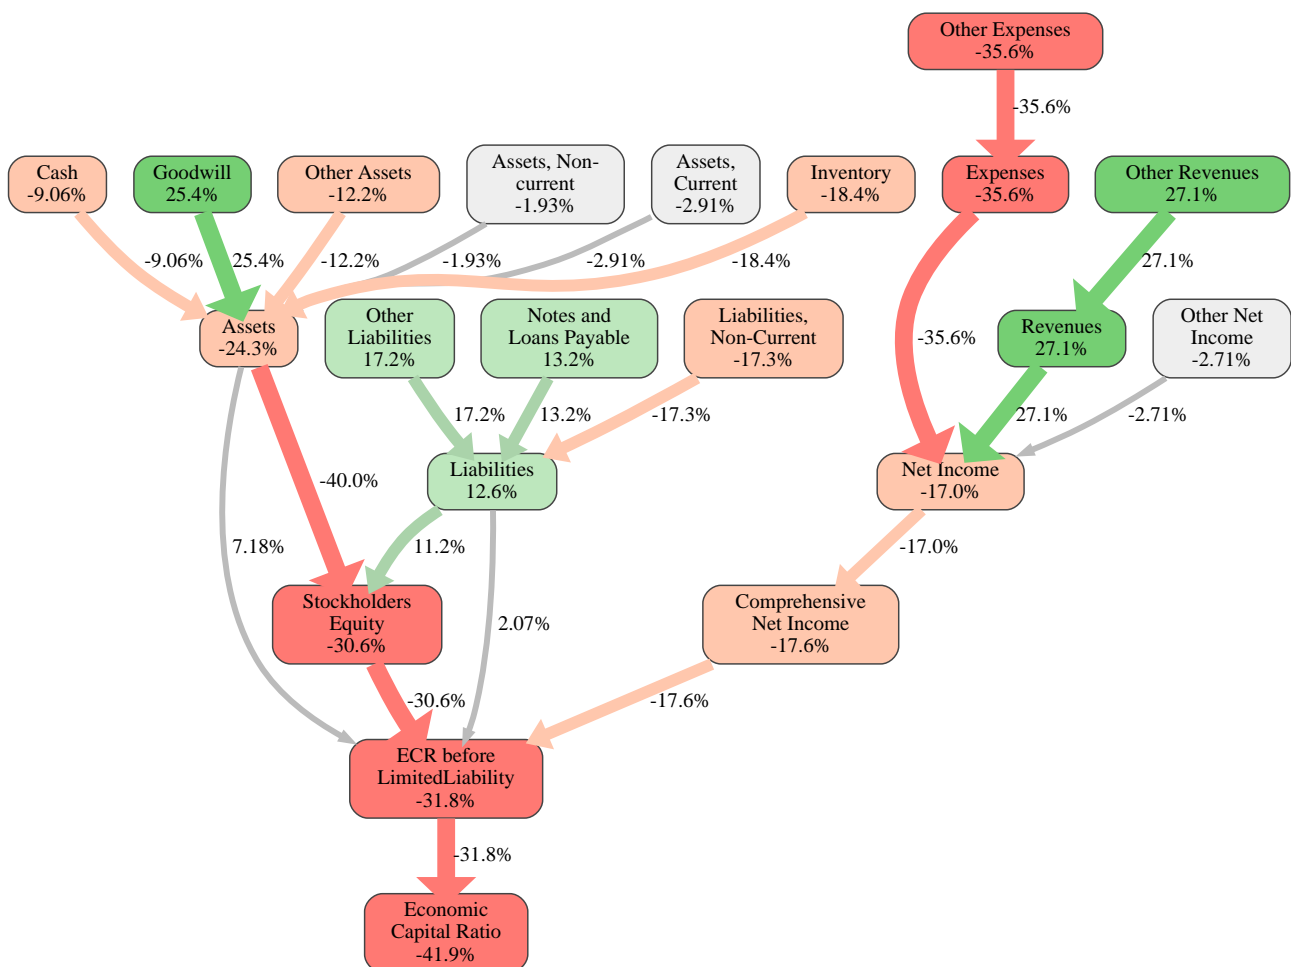 Other Expenses
-35.6%
-35.6%
Cash
-9.06%
Goodwill
25.4%
Other Assets
-12.2%
Assets, Non-
current
-1.93%
Assets,
Current
-2.91%
Inventory
-18.4%
Expenses
-35.6%
Other Revenues
27.1%
-9.06%
25.4%
-12.2%
-1.93%
-2.91%
-18.4%
27.1%
Assets
-24.3%
Other
Liabilities
17.2%
Notes and
Loans Payable
13.2%
Liabilities,
Non-Current
-17.3%
-35.6%
Revenues
27.1%
Other Net
Income
-2.71%
17.2%
13.2%
-17.3%
27.1%
-2.71%
-40.0%
Liabilities
12.6%
Net Income
-17.0%
7.18%
11.2%
-17.0%
Stockholders
Equity
-30.6%
2.07%
Comprehensive
Net Income
-17.6%
-30.6%
-17.6%
ECR before
LimitedLiability
-31.8%
-31.8%
Economic
Capital Ratio
-41.9%